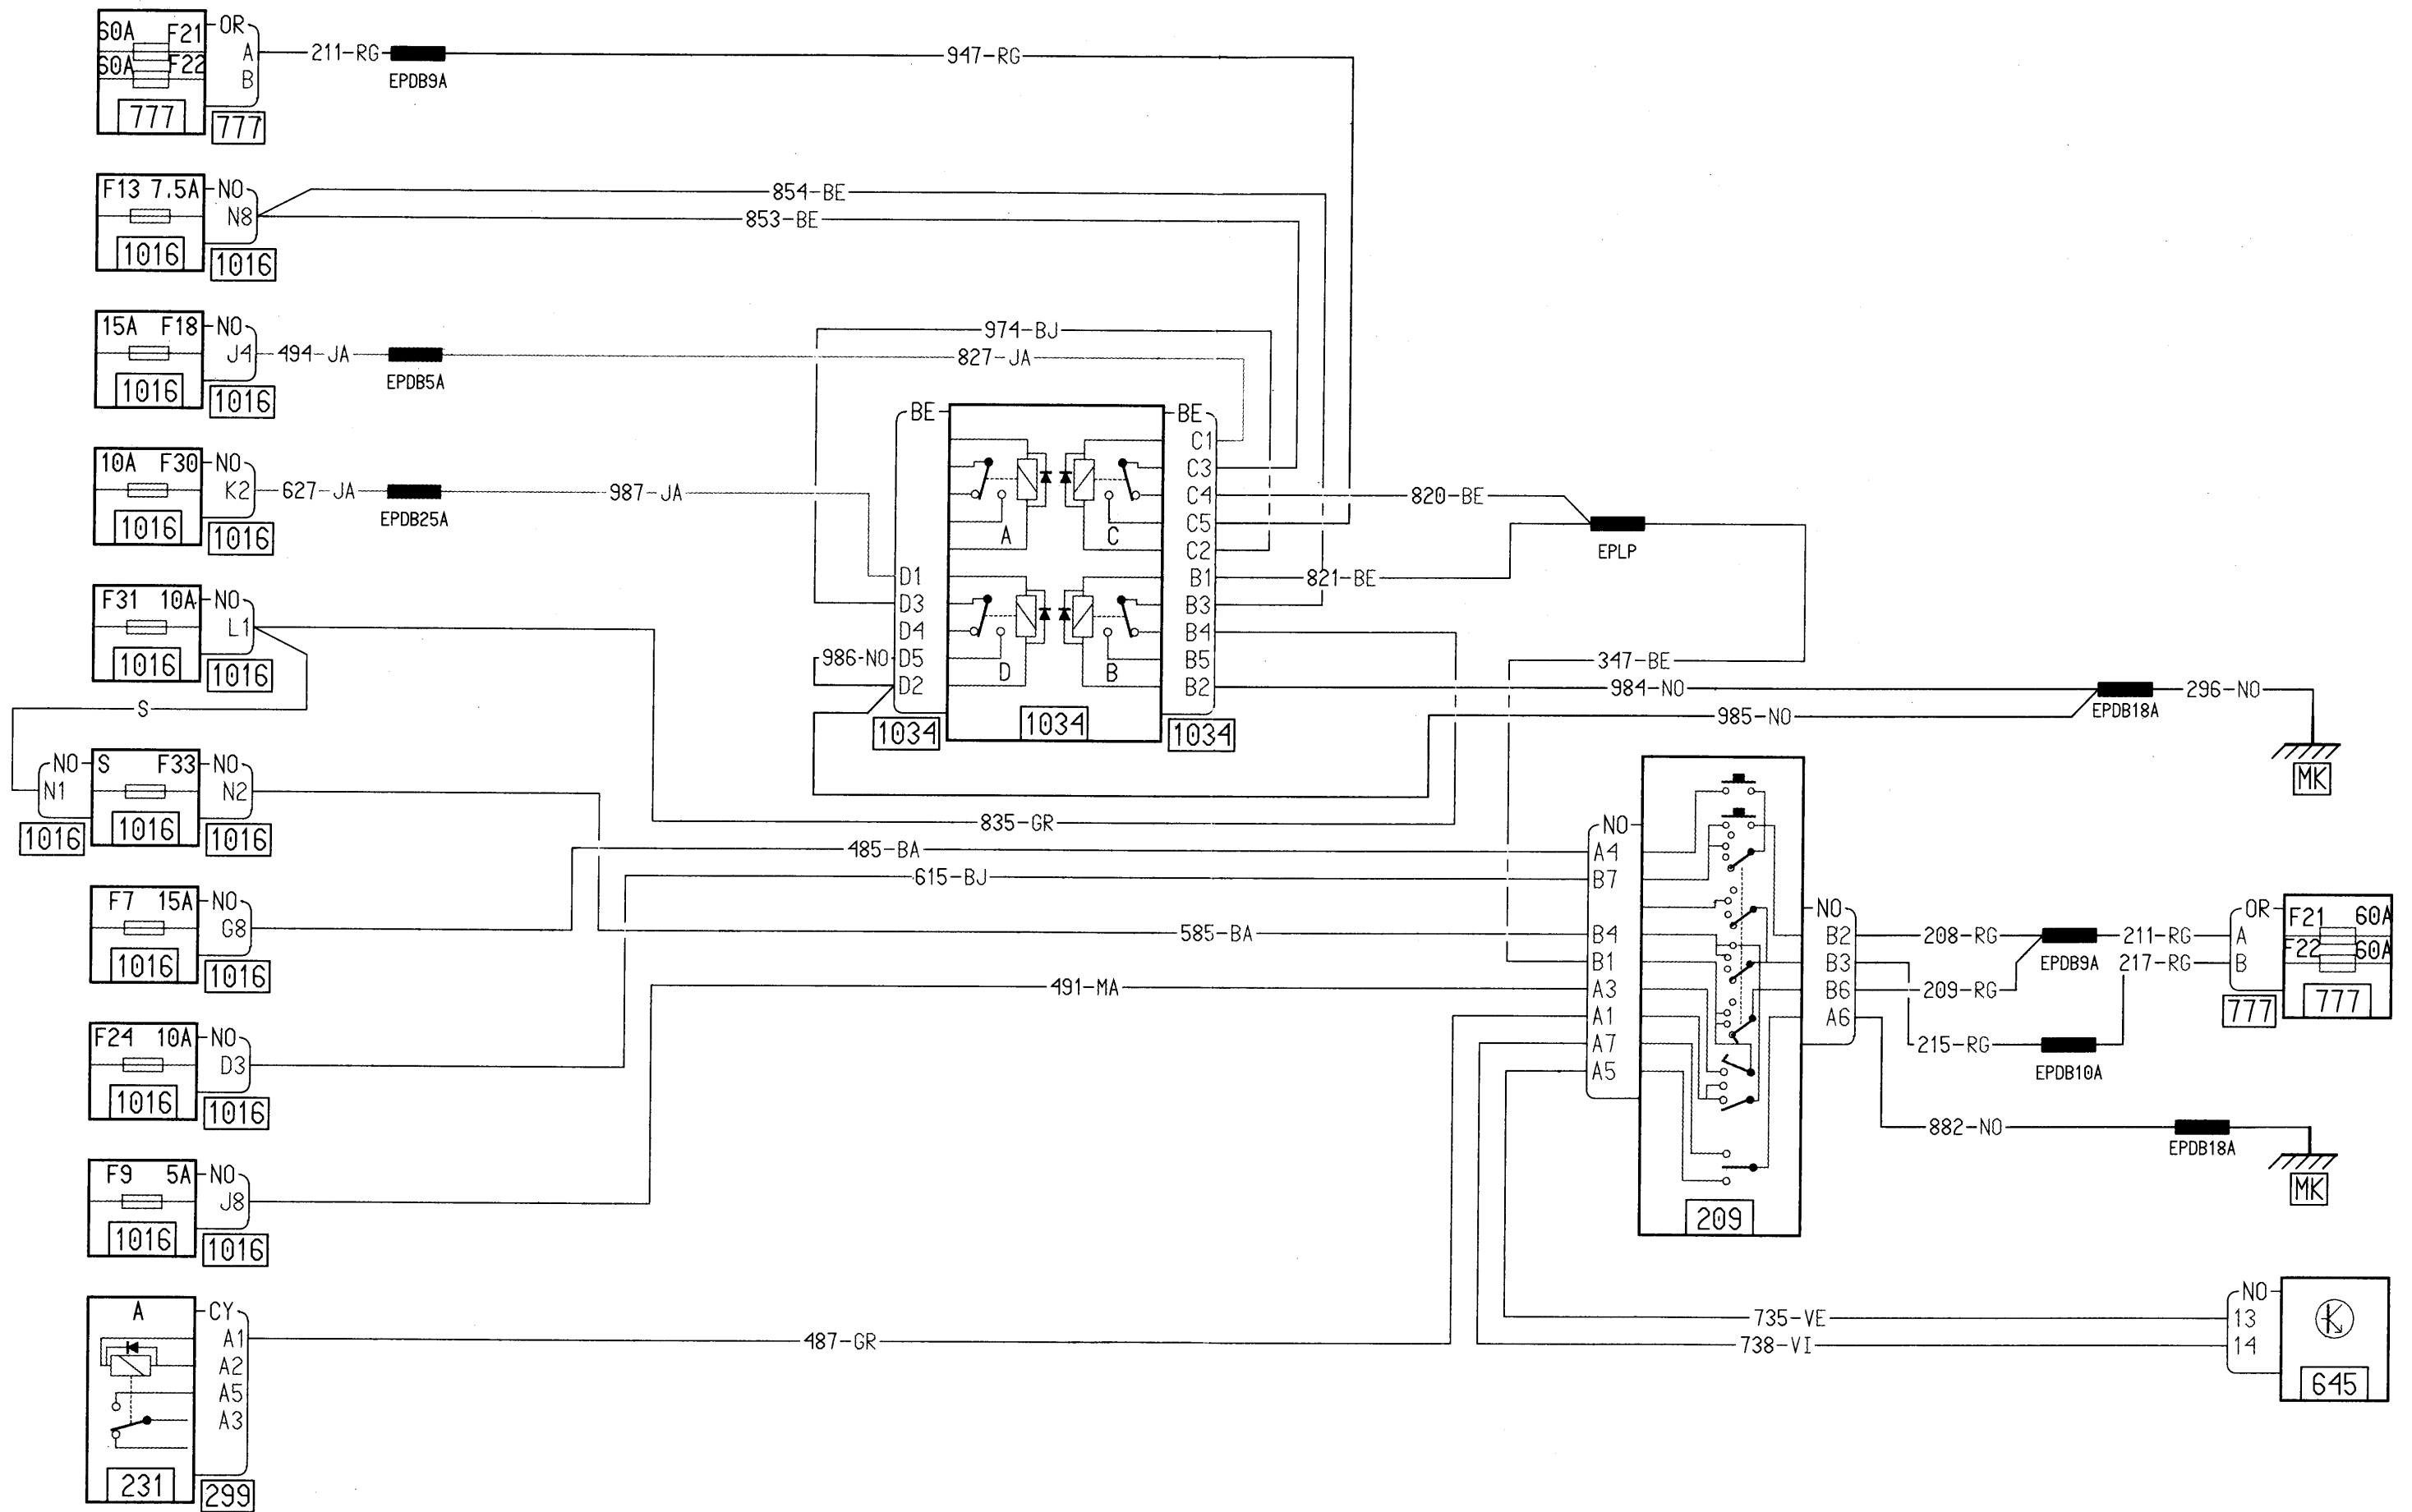 60A F21 OR
A 211-RG 947-RG
60A F22
B
EPDB9A
777 777
F13 7.5A NO
854-BE
N8
853-BE
1016 1016
15A F18 NO
974-BJ
J4 494-JA 827-JA
EPDB5A
1016 1016
BE BE
C1
10A F30 NO
C3
K2 627-JA 987-JA
C4 820-BE
EPDB25A
C5
1016 1016
A C
EPLP
C2
D1 B1 821-BE
F31 10A NO
D3 B3
L1
D4 B4
986-NO D5 B5 347-BE
1016 1016
D B
D2 B2 984-NO 296-NO
S 985-NO EPDB18A
1034 1034 1034
NO S F33 NO
N1 N2
MK
1016 1016 1016
835-GR NO
485-BA A4
615-BJ B7
F7 15A NO
NO OR F21 60A
G8
585-BA B4 B2 208-RG 211-RG A
F22 60A
B1 B3 EPDB9A 217-RG B
1016 1016
491-MA A3 B6 209-RG
777 777
A1 A6
F24 10A NO
A7 215-RG
D3
A5 EPDB10A
1016 1016
882-NO
EPDB18A
F9 5A NO
MK
J8
209
1016 1016
NO
A CY
735-VE 13
A1 487-GR
738-VI 14
A2
645
A5
A3
231 299